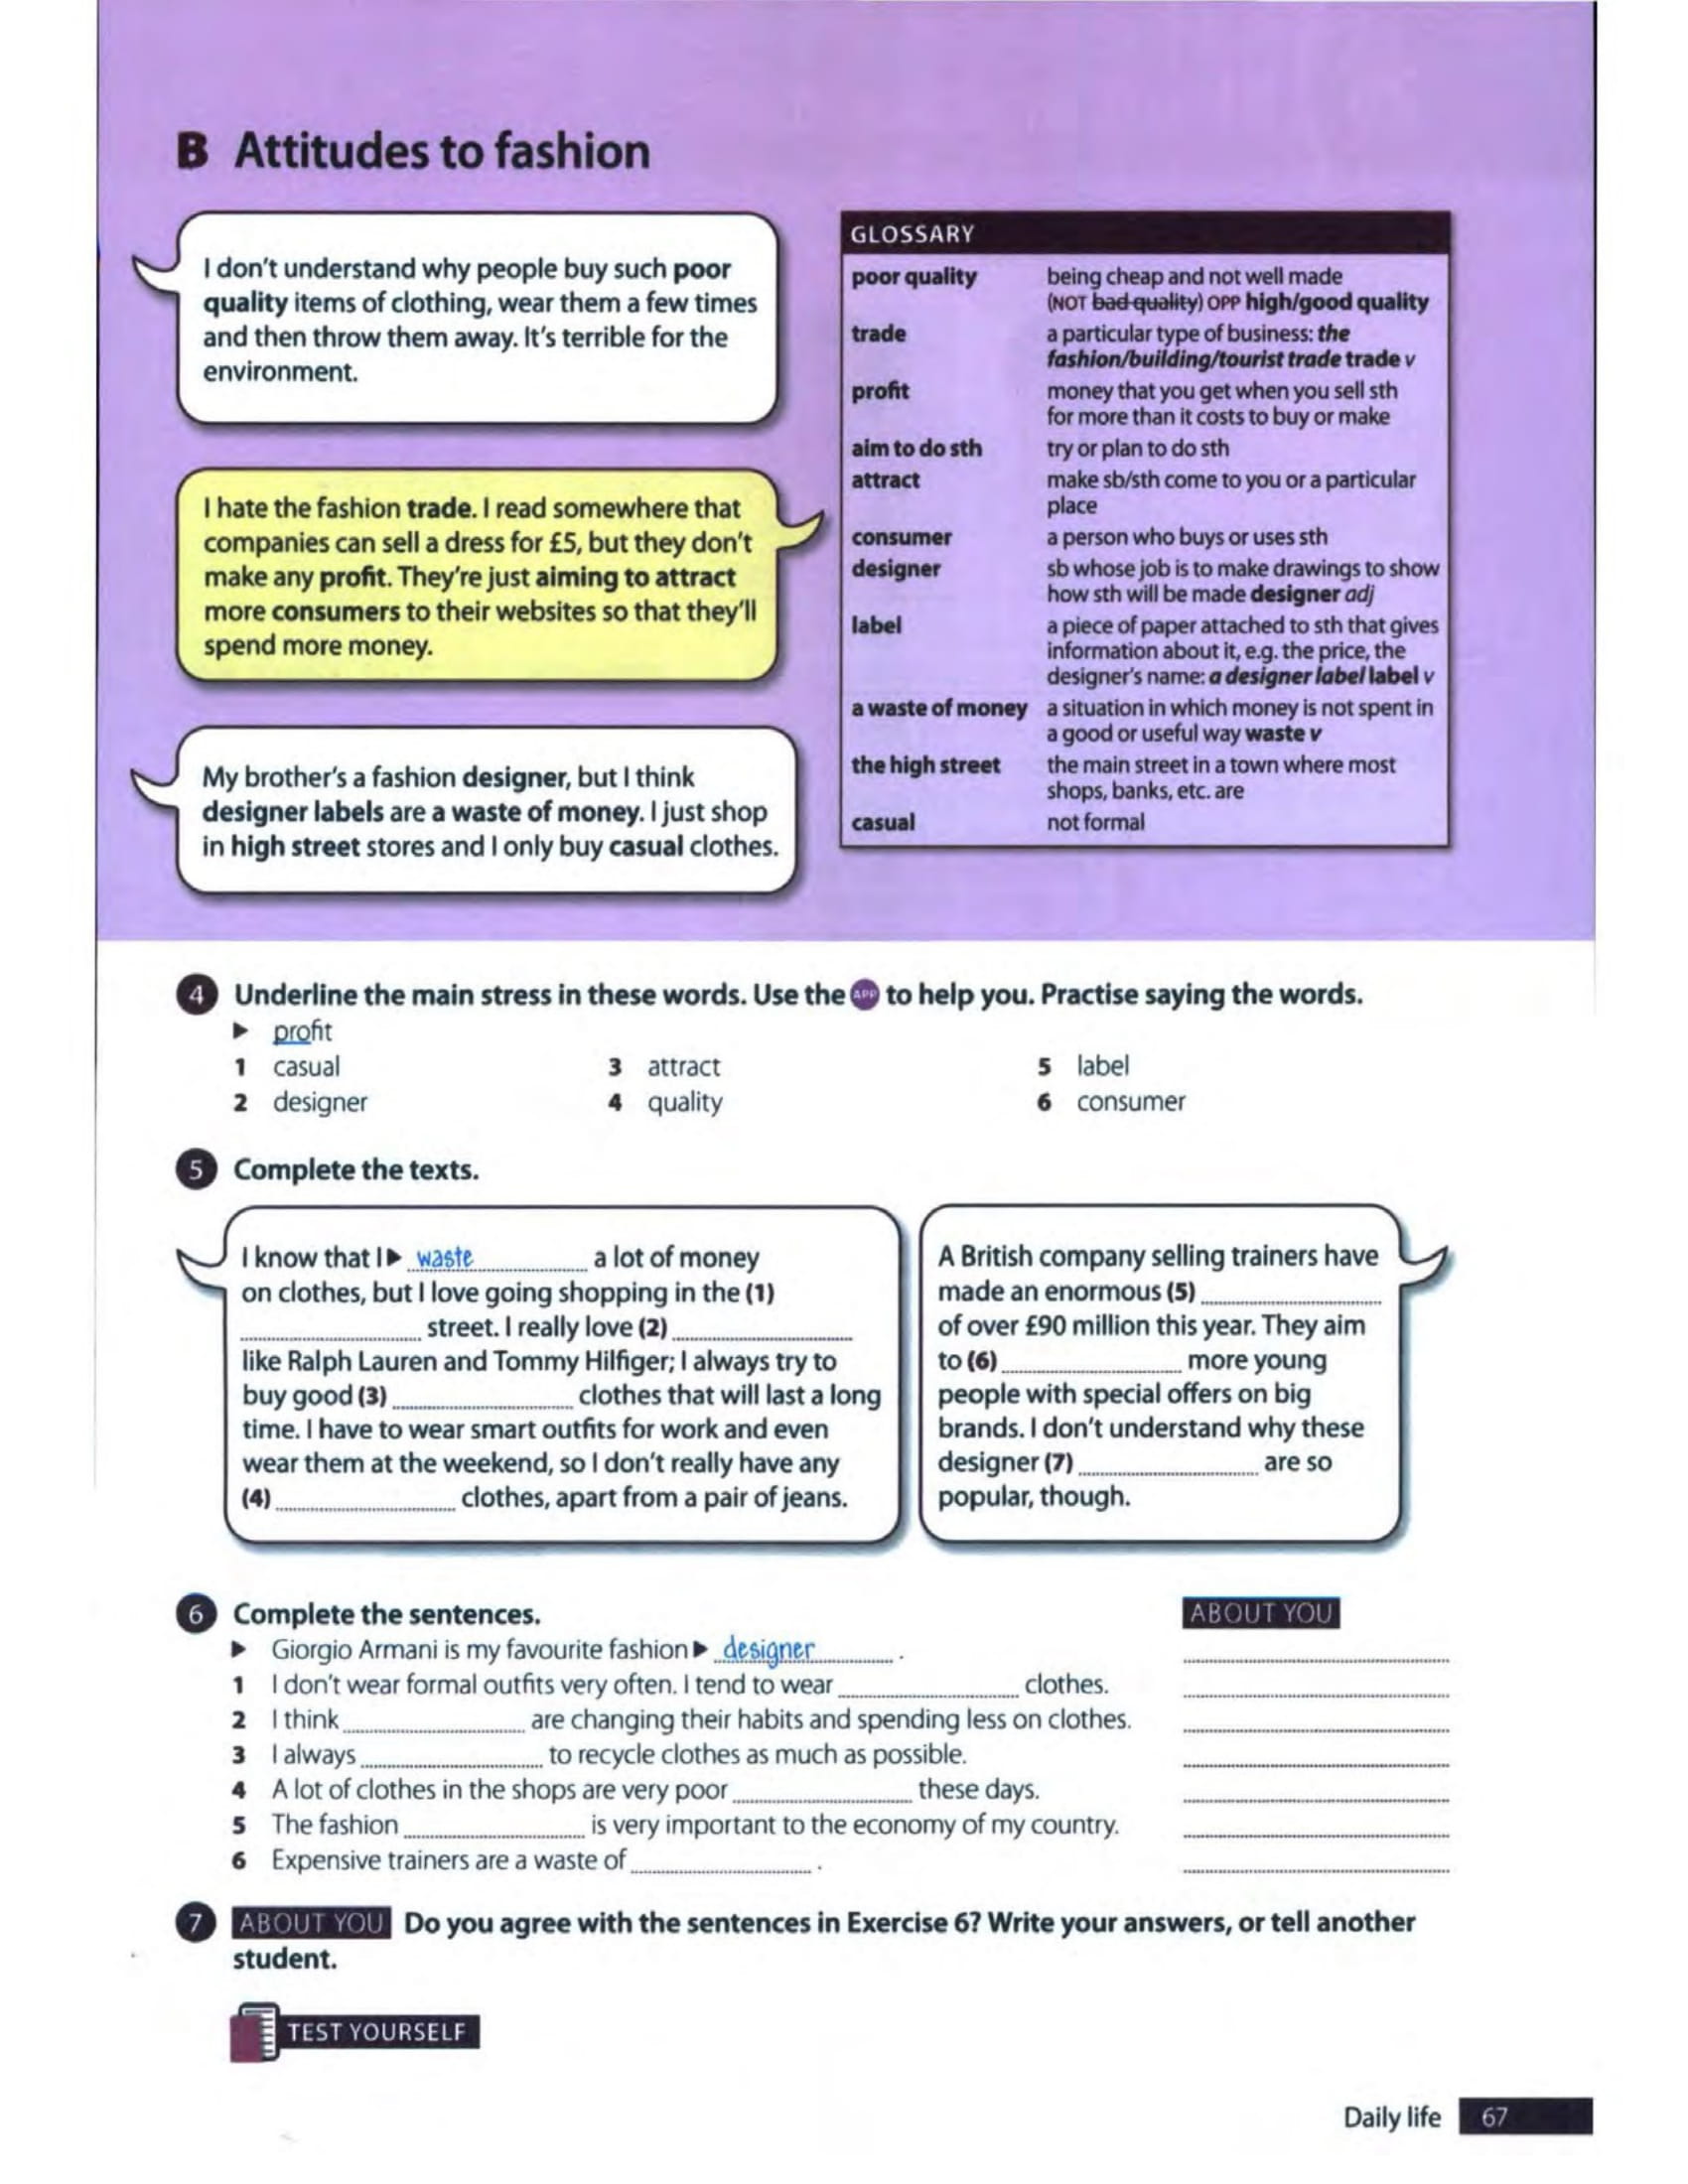 B Attitudes to fashion
I don't understand why people buy such poor
quality items of clothing, wear them a few times
and then throw them away. It's terrible for the
environment.
I hate the fashion trade. I read somewhere that
companies can sell a dress for £5, but they don't
make any profit. They're just aiming to attract
more consumers to their websites so that they'll
spend more money.
My brother's a fashion designer, but I think
designer labels are a waste of money. I just shop
in high street stores and I only buy casual clothes.
GLOSSARY
poor quality being cheap and not well made
(NOT bad quality) OPP high/good quality
trade a particular type of business: the
fashion/building/tourist trade trade v
profit money that you get when you sell sth
for more than it costs to buy or make
aim to do sth try or plan to do sth
attract make sb/sth come to you or a particular
place
consumer a person who buys or uses sth
designer sb whose job is to make drawings to show
how sth will be made designer adj
label a piece of paper attached to sth that gives
information about it, e.g. the price, the
designer's name: a designer label label v
a waste of money a situation in which money is not spent in
a good or useful way waste v
the high street the main street in a town where most
shops, banks, etc. are
casual not formal
4 Underline the main stress in these words. Use the APP to help you. Practise saying the words.
▶ profit
1 casual 3 attract 5 label
2 designer 4 quality 6 consumer
5 Complete the texts.
I know that I ▶ waste a lot of money
on clothes, but I love going shopping in the (1)
street. I really love (2)
like Ralph Lauren and Tommy Hilfiger; I always try to
buy good (3) clothes that will last a long
time. I have to wear smart outfits for work and even
wear them at the weekend, so I don't really have any
(4) clothes, apart from a pair of jeans.
A British company selling trainers have
made an enormous (5)
of over £90 million this year. They aim
to (6) more young
people with special offers on big
brands. I don't understand why these
designer (7) are so
popular, though.
6 Complete the sentences. ABOUT YOU
▶ Giorgio Armani is my favourite fashion ▶ designer .
1 I don't wear formal outfits very often. I tend to wear clothes.
2 I think are changing their habits and spending less on clothes.
3 I always to recycle clothes as much as possible.
4 A lot of clothes in the shops are very poor these days.
5 The fashion is very important to the economy of my country.
6 Expensive trainers are a waste of .
7 ABOUT YOU Do you agree with the sentences in Exercise 6? Write your answers, or tell another
student.
TEST YOURSELF
Daily life 67